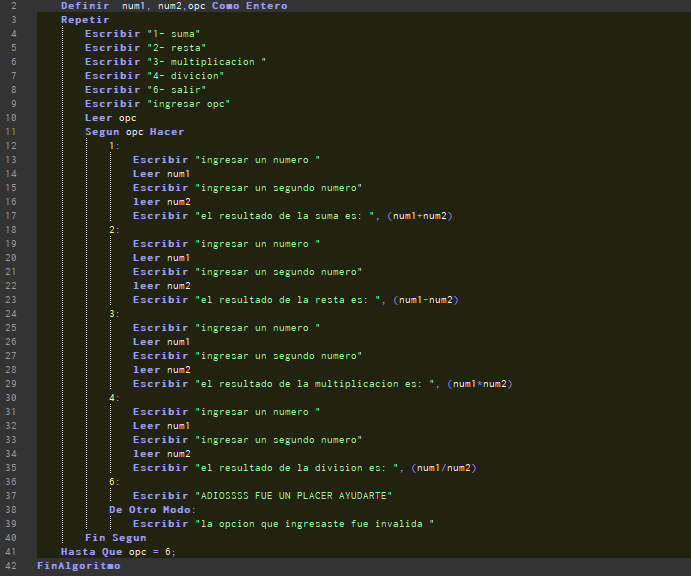 2 Definir num1, num2,opc Como Entero
3 Repetir
4 Escribir "1- suma"
5 Escribir "2- resta"
6 Escribir "3- multiplicacion "
7 Escribir "4- divicion"
8 Escribir "6- salir"
9 Escribir "ingresar opc"
10 Leer opc
11 Segun opc Hacer
12 1:
13 Escribir "ingresar un numero "
14 Leer num1
15 Escribir "ingresar un segundo numero"
16 leer num2
17 Escribir "el resultado de la suma es: ", (num1+num2)
18 2:
19 Escribir "ingresar un numero "
20 Leer num1
21 Escribir "ingresar un segundo numero"
22 leer num2
23 Escribir "el resultado de la resta es: ", (num1-num2)
24 3:
25 Escribir "ingresar un numero "
26 Leer num1
27 Escribir "ingresar un segundo numero"
28 leer num2
29 Escribir "el resultado de la multiplicacion es: ", (num1*num2)
30 4:
31 Escribir "ingresar un numero "
32 Leer num1
33 Escribir "ingresar un segundo numero"
34 leer num2
35 Escribir "el resultado de la division es: ", (num1/num2)
36 6:
37 Escribir "ADIOSSSS FUE UN PLACER AYUDARTE"
38 De Otro Modo:
39 Escribir "la opcion que ingresaste fue invalida "
40 Fin Segun
41 Hasta Que opc = 6;
42 FinAlgoritmo